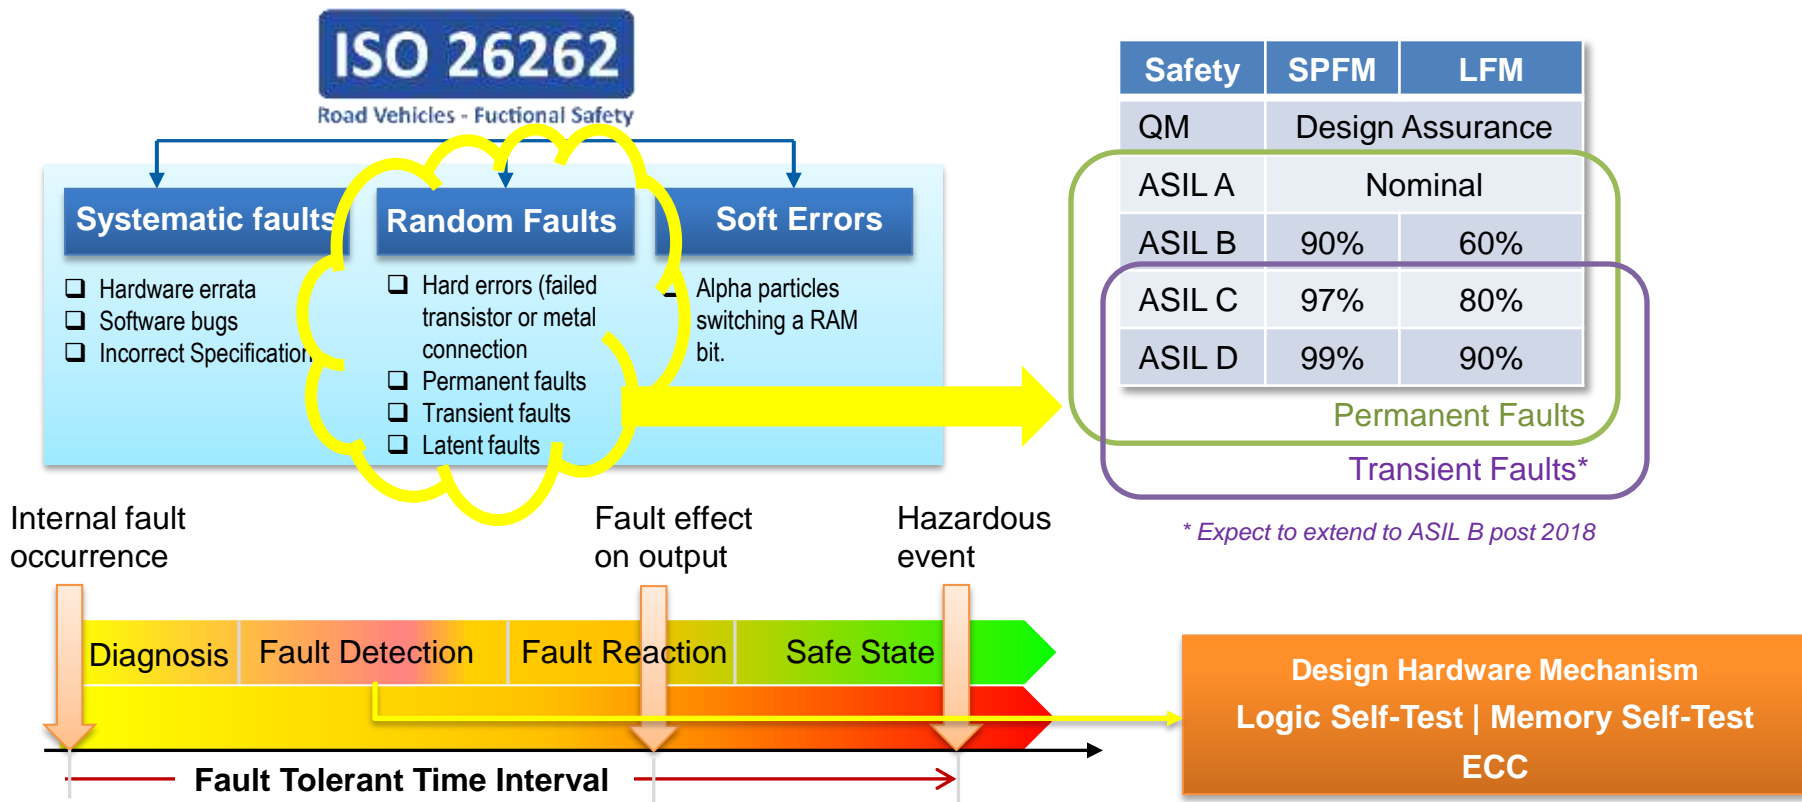 ISO 26262
Road Vehicles - Fuctional Safety
Systematic faults
Hardware errata
Software bugs
Incorrect Specification
Random Faults
Hard errors (failed
transistor or metal
connection
Permanent faults
Transient faults
Latent faults
Soft Errors
Alpha particles
switching a RAM
bit.
Safety SPFM LFM
QM Design Assurance
ASIL A Nominal
ASIL B 90% 60%
ASIL C 97% 80%
ASIL D 99% 90%
Permanent Faults
Transient Faults*
* Expect to extend to ASIL B post 2018
Internal fault
occurrence
Fault effect
on output
Hazardous
event
Diagnosis Fault Detection Fault Reaction Safe State
Fault Tolerant Time Interval
Design Hardware Mechanism
Logic Self-Test | Memory Self-Test
ECC